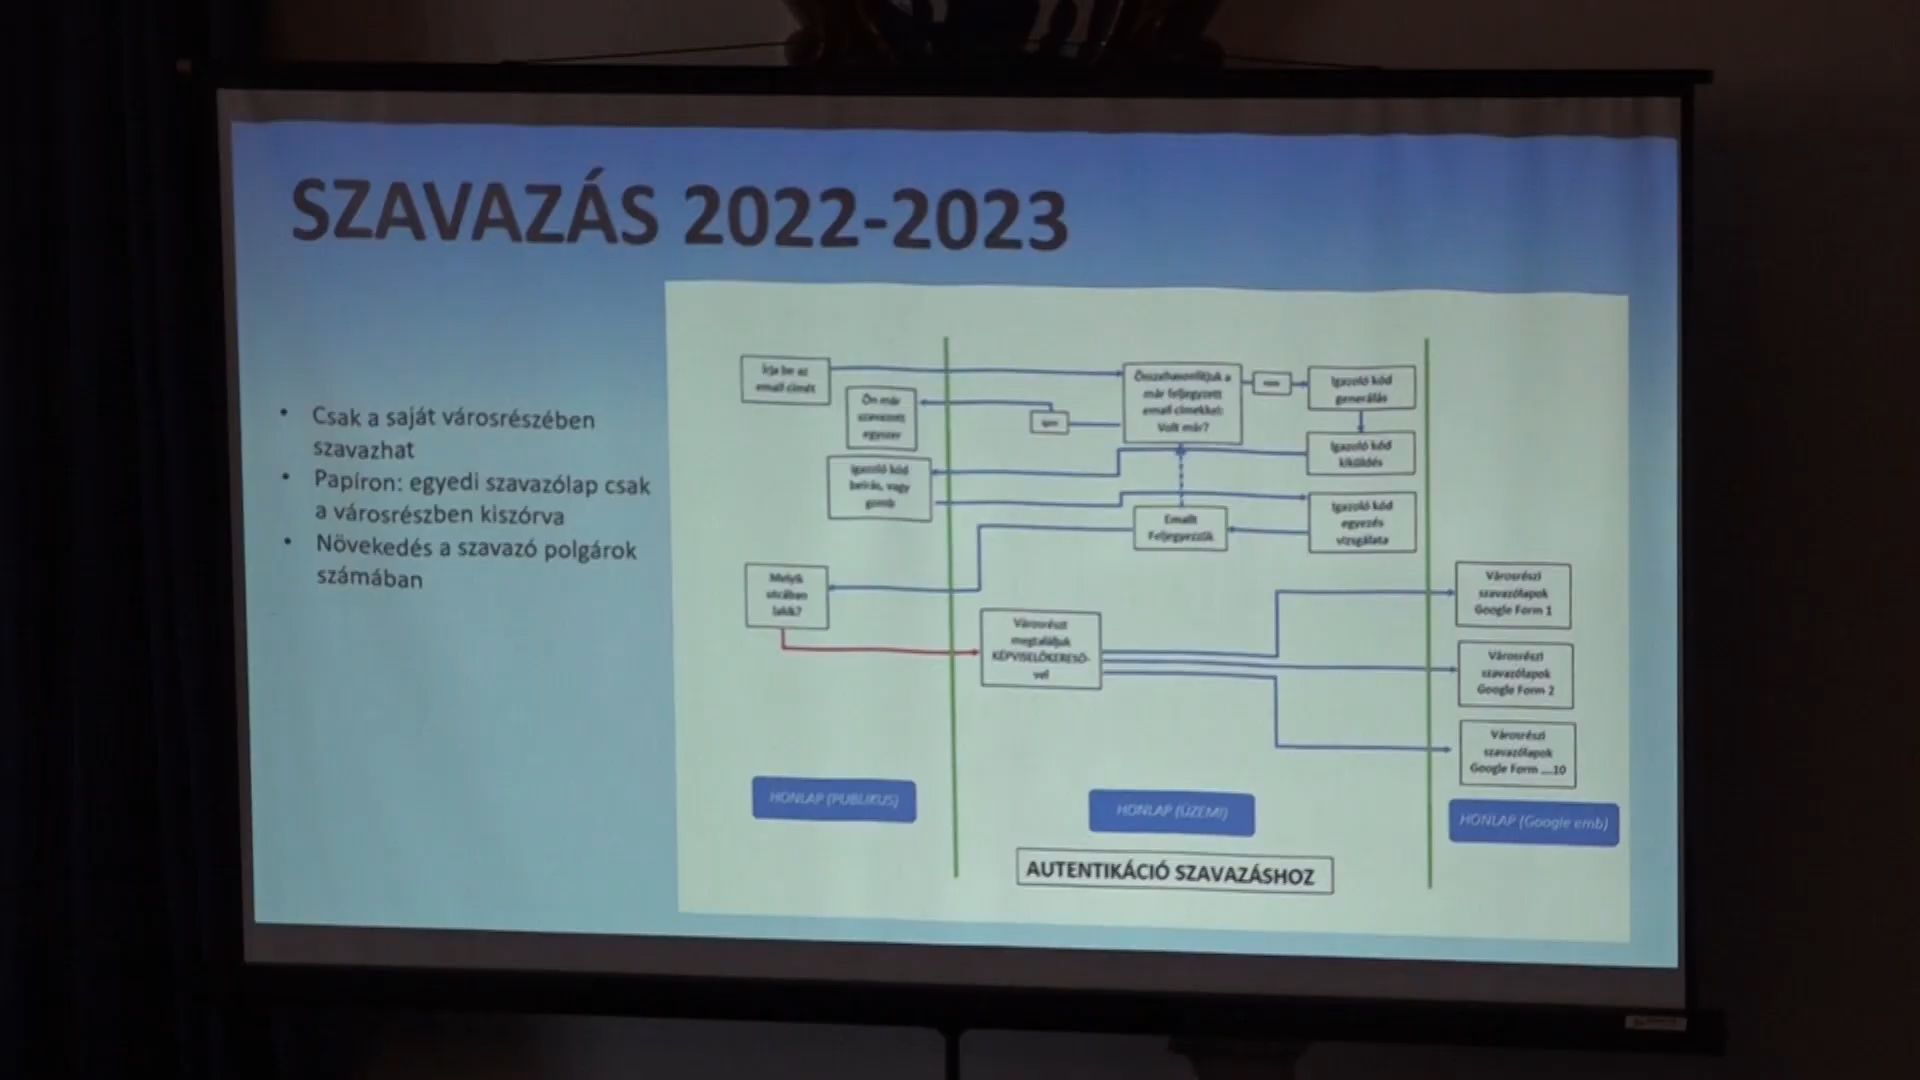 SZAVAZÁS 2022-2023
• Csak a saját városrészében
szavazhat
• Papíron: egyedi szavazólap csak
a városrészben kiszórva
• Növekedés a szavazó polgárok
számában
Írja be az
email címét
Ön már
szavazott
egyszer
igen
Összehasonlítjuk a
már feljegyzett
email címekkel:
Volt már?
nem
Igazoló kód
generálás
Igazoló kód
kiküldés
Igazoló kód
beírás, vagy
gomb
Igazoló kód
egyezés
vizsgálata
Emailt
Feljegyezzük
Melyik
utcában
lakik?
Városrészt
megtaláljuk
KÉPVISELŐKERESŐ-
vel
Városrészi
szavazólapok
Google Form 1
Városrészi
szavazólapok
Google Form 2
Városrészi
szavazólapok
Google Form ....10
HONLAP (PUBLIKUS)
HONLAP (ÜZEMI)
HONLAP (Google emb)
AUTENTIKÁCIÓ SZAVAZÁSHOZ